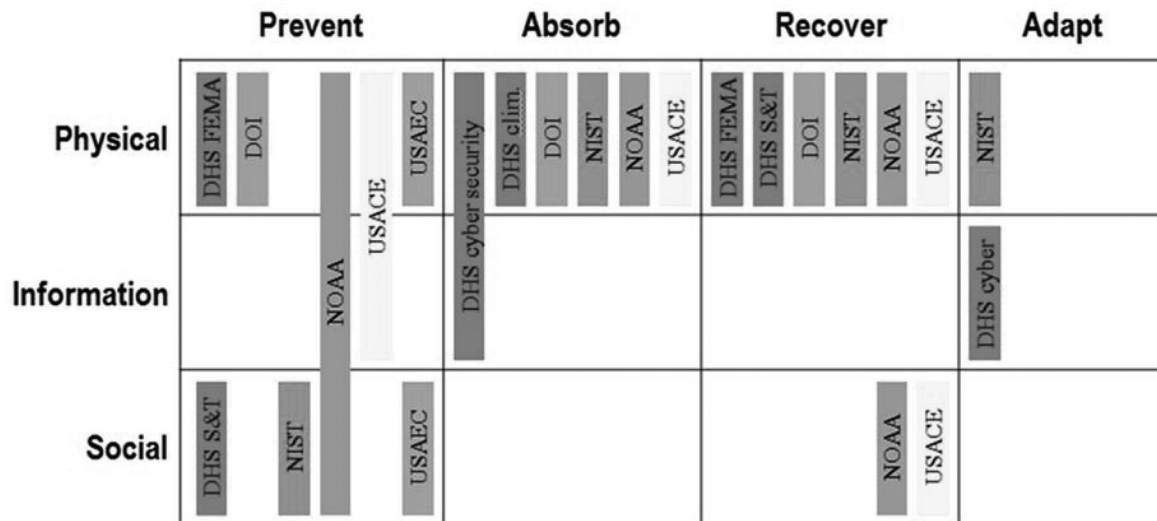 Prevent
Absorb
Recover
Adapt
Physical
DHS FEMA
DOI
NOAA
USACE
USAEC
DHS cyber security
DHS clim.
DOI
NIST
NOAA
USACE
DHS FEMA
DHS S&T
DOI
NIST
NOAA
USACE
NIST
Information
DHS cyber
Social
DHS S&T
NIST
USAEC
NOAA
USACE